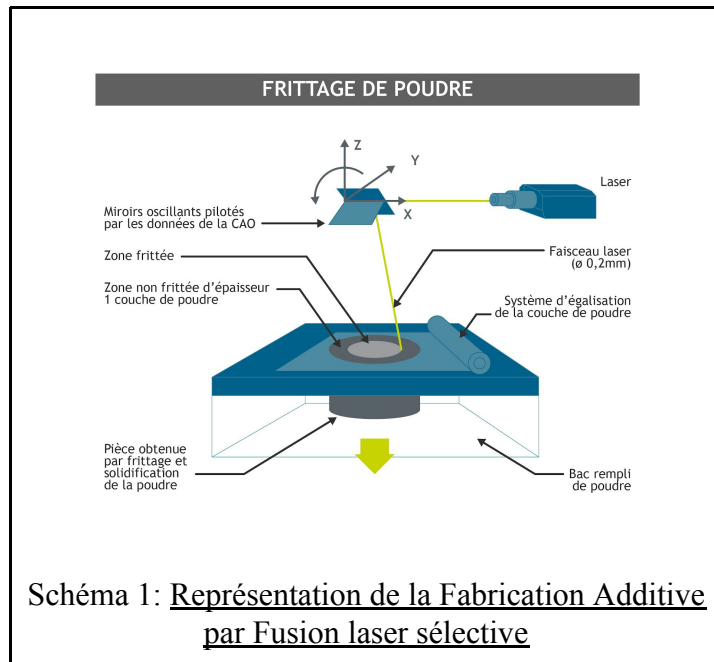 FRITTAGE DE POUDRE
Z
Y
X
Laser
Miroirs oscillants pilotés
par les données de la CAO
Zone frittée
Zone non frittée d'épaisseur
1 couche de poudre
Faisceau laser
(ø 0,2mm)
Système d'égalisation
de la couche de poudre
Pièce obtenue
par frittage et
solidification
de la poudre
Bac rempli
de poudre
Schéma 1: Représentation de la Fabrication Additive
par Fusion laser sélective